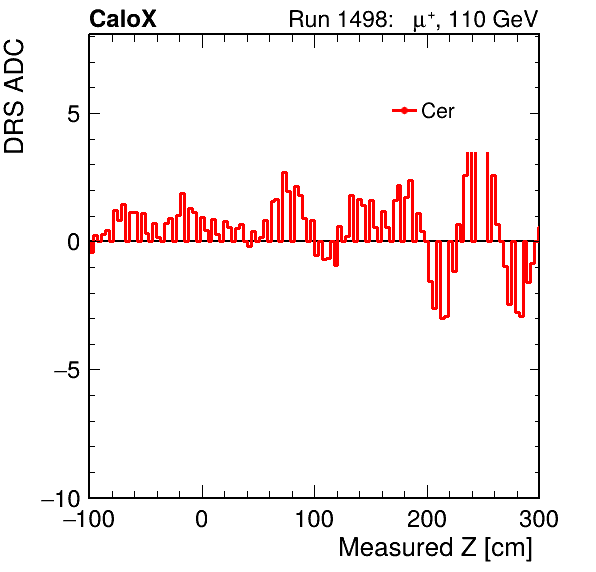 CaloX Run 1498: μ⁺, 110 GeV
DRS ADC
Cer
5
0
−5
−10
−100 0 100 200 300
Measured Z [cm]